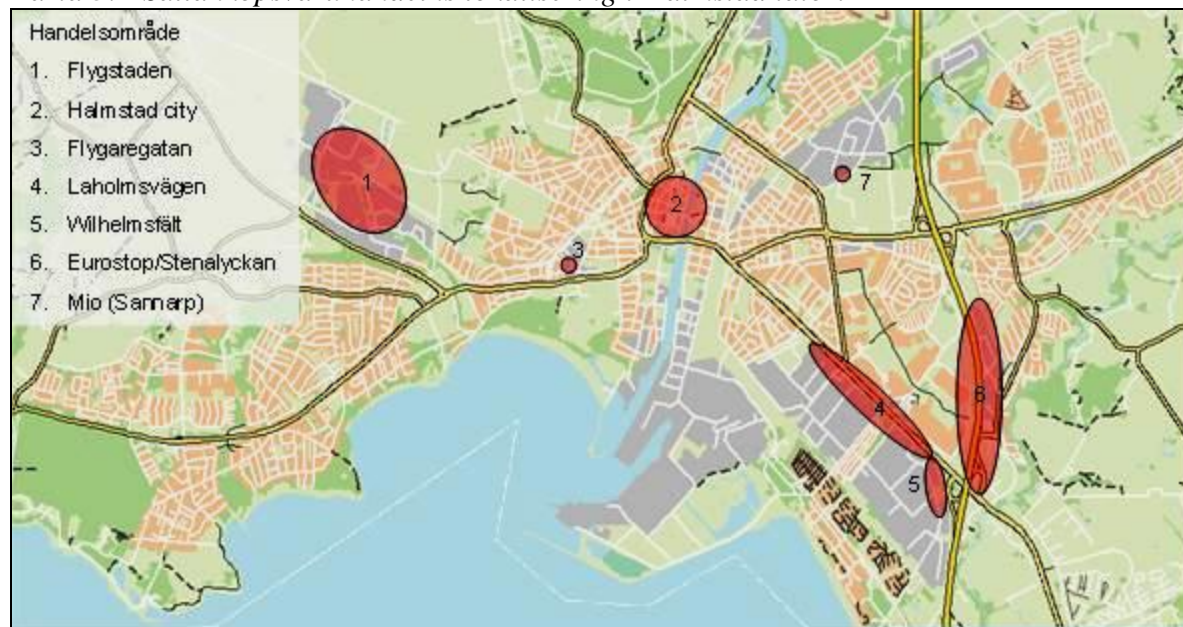 Handelsområde
1. Flygstaden
2. Halmstad city
3. Flygaregatan
4. Laholmsvägen
5. Wilhelmsfält
6. Eurostop/Stenalyckan
7. Mio (Sannarp)
1
2
7
3
6
4
5